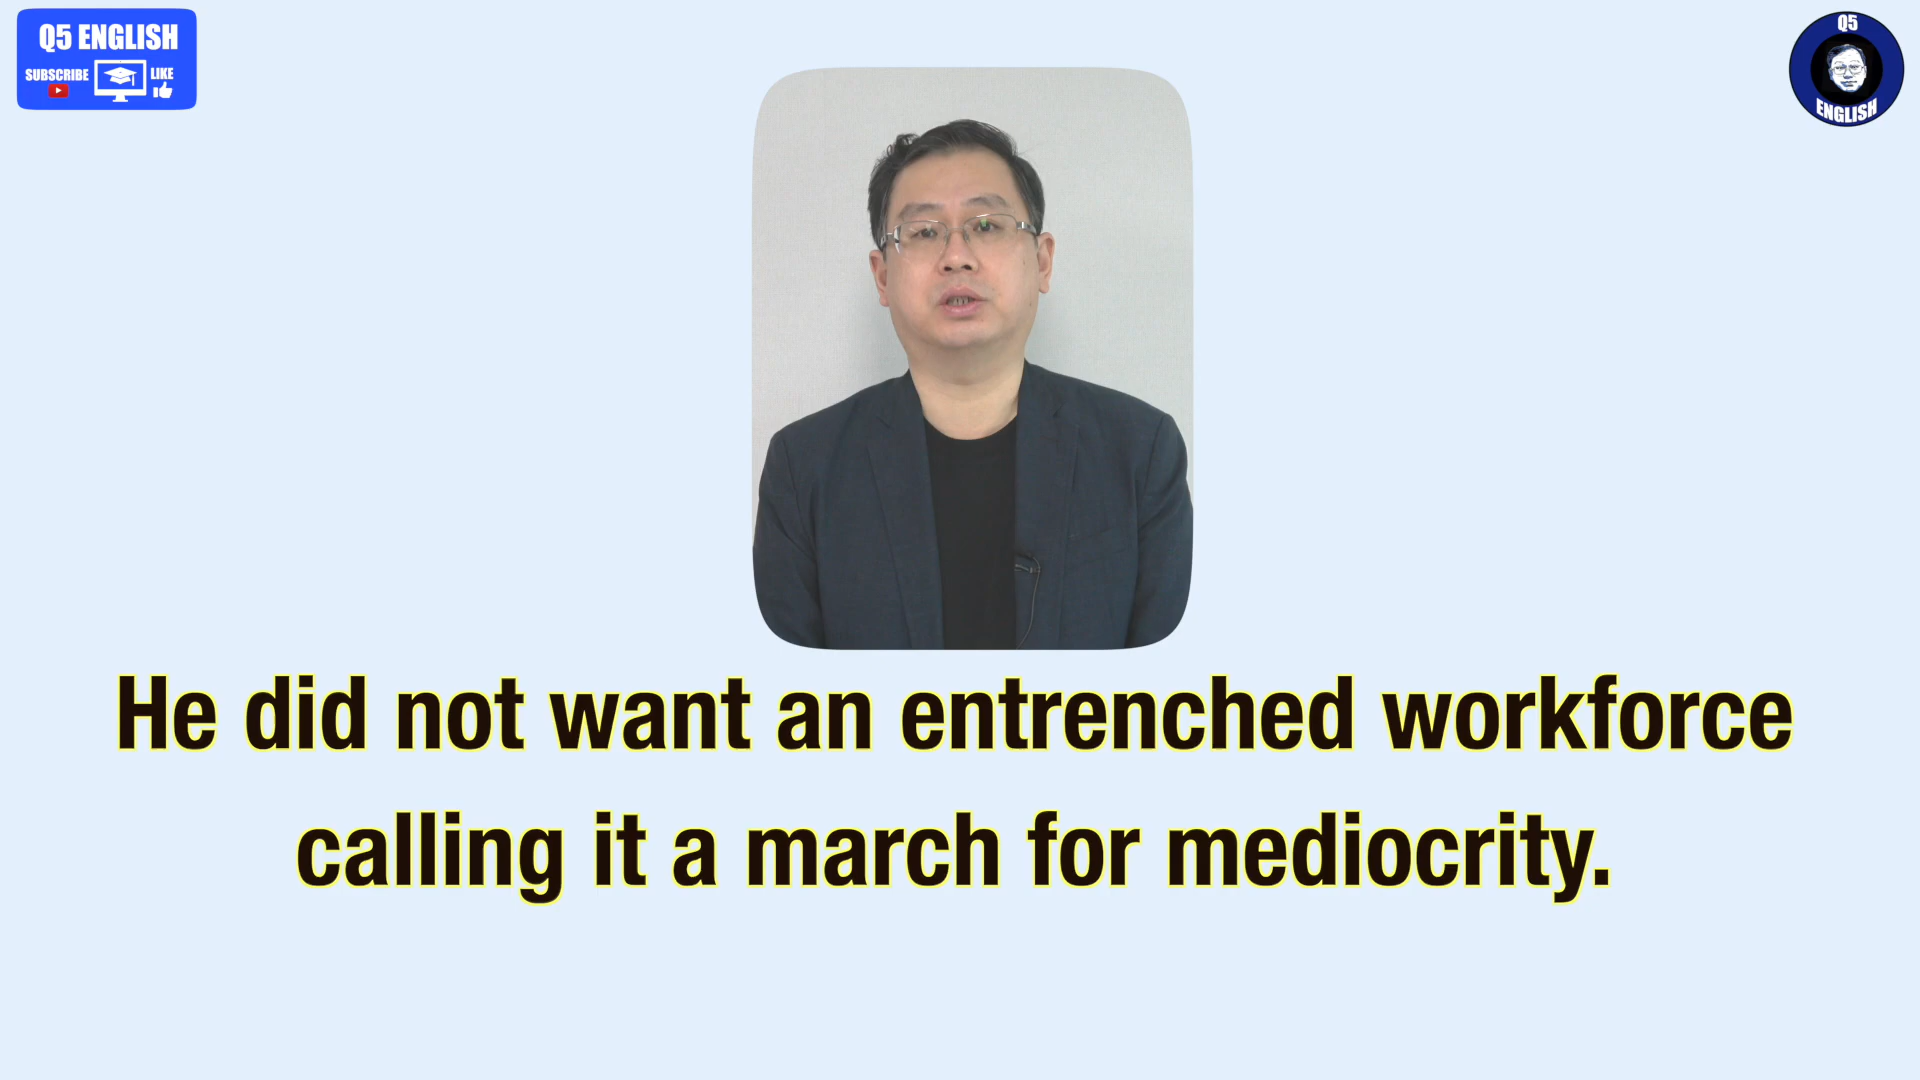 Q5 ENGLISH
SUBSCRIBE
LIKE
Q5
ENGLISH
He did not want an entrenched workforce
calling it a march for mediocrity.